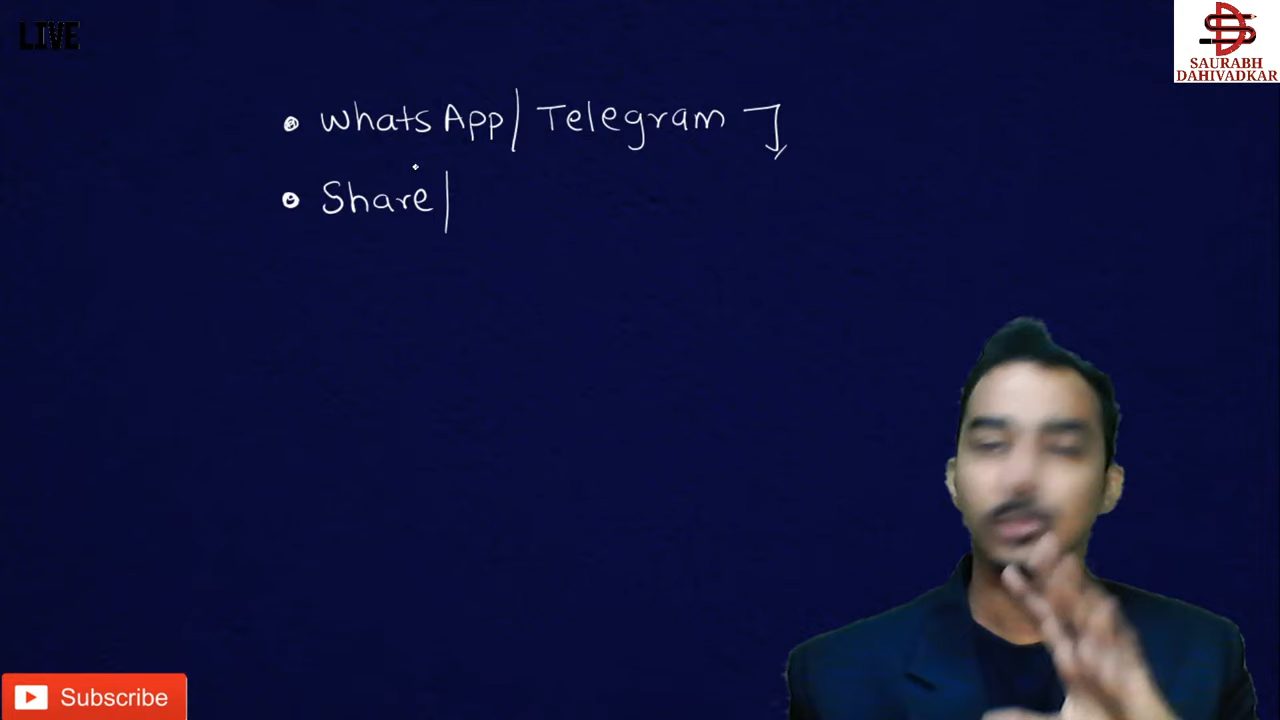 LIVE
SAURABH
DAHIVADKAR
• WhatsApp | Telegram ]
• Share |
Subscribe